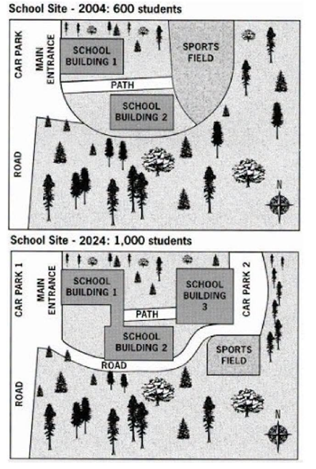 School Site - 2004: 600 students
CAR PARK
MAIN
ENTRANCE
SCHOOL
BUILDING 1
SPORTS
FIELD
PATH
SCHOOL
BUILDING 2
ROAD
N
School Site - 2024: 1,000 students
CAR PARK 1
MAIN
ENTRANCE
SCHOOL
BUILDING 1
SCHOOL
BUILDING
3
CAR PARK 2
PATH
SCHOOL
BUILDING 2
SPORTS
FIELD
ROAD
ROAD
N